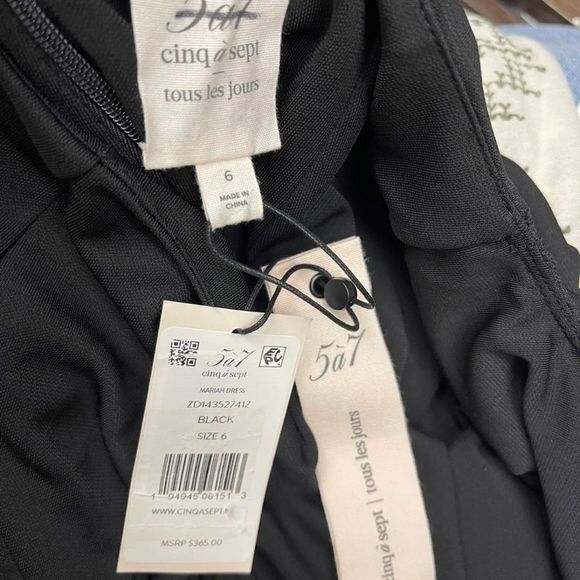 5à7
cinq à sept
tous les jours
6
MADE IN
CHINA
5à7
cinq à sept
MARIAH DRESS
ZD14352741Z
BLACK
SIZE 6
1 94945 06151 3
WWW.CINQASEPT.
MSRP $365.00
5à7
cinq à sept | tous les jours